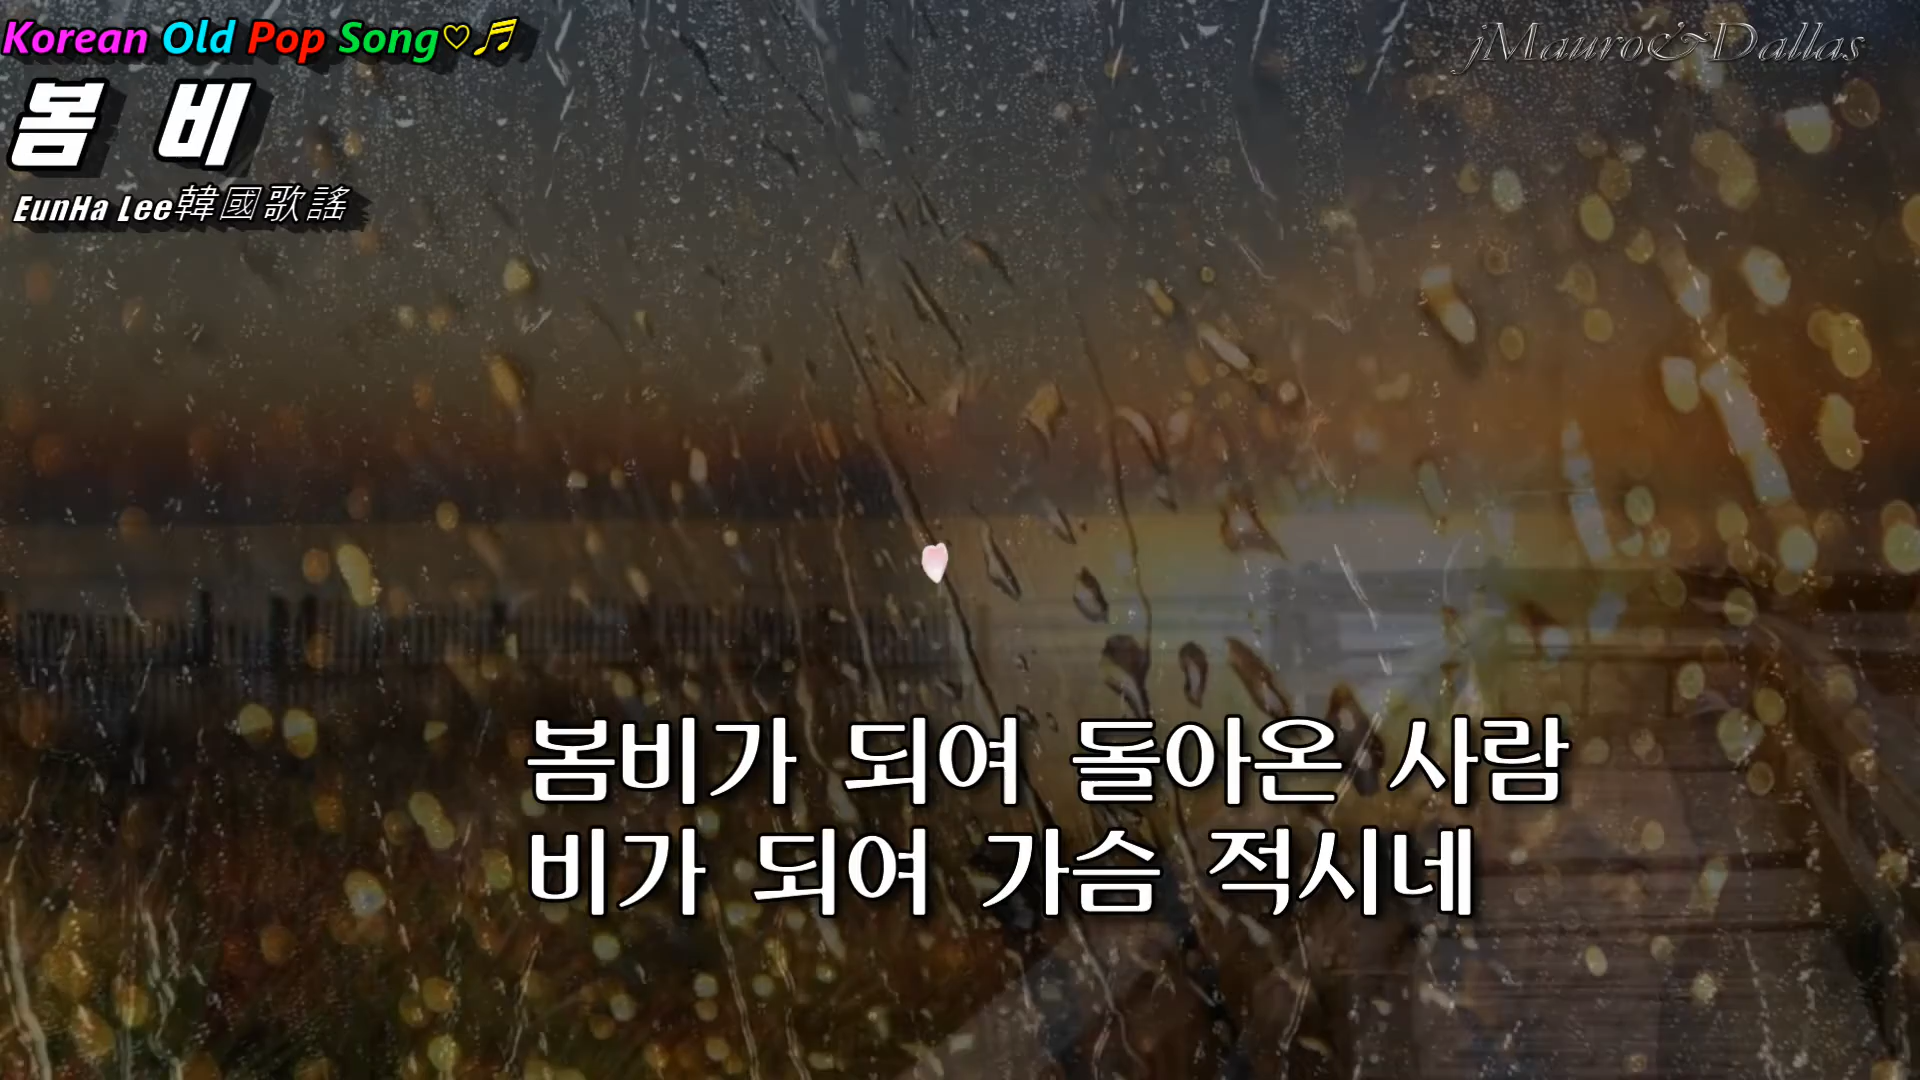 Korean Old Pop Song♡♬
jMauro&Dallas
봄 비
EunHa Lee韓國歌謠
봄비가 되여 돌아온 사람
비가 되여 가슴 적시네